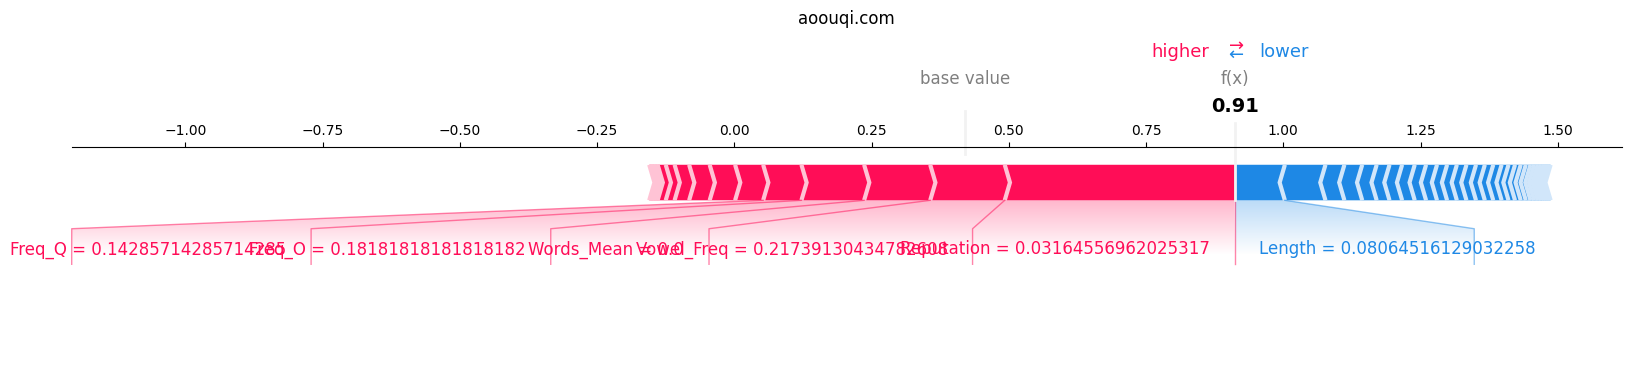 aoouqi.com
higher → ← lower
base value f(x)
0.91
−1.00 −0.75 −0.50 −0.25 0.00 0.25 0.50 0.75 1.00 1.25 1.50
Freq_Q = 0.14285714285714285 Freq_O = 0.18181818181818182 Words_Mean = 0.0 Vowel_Freq = 0.21739130434782608 Reputation = 0.03164556962025317 Length = 0.08064516129032258